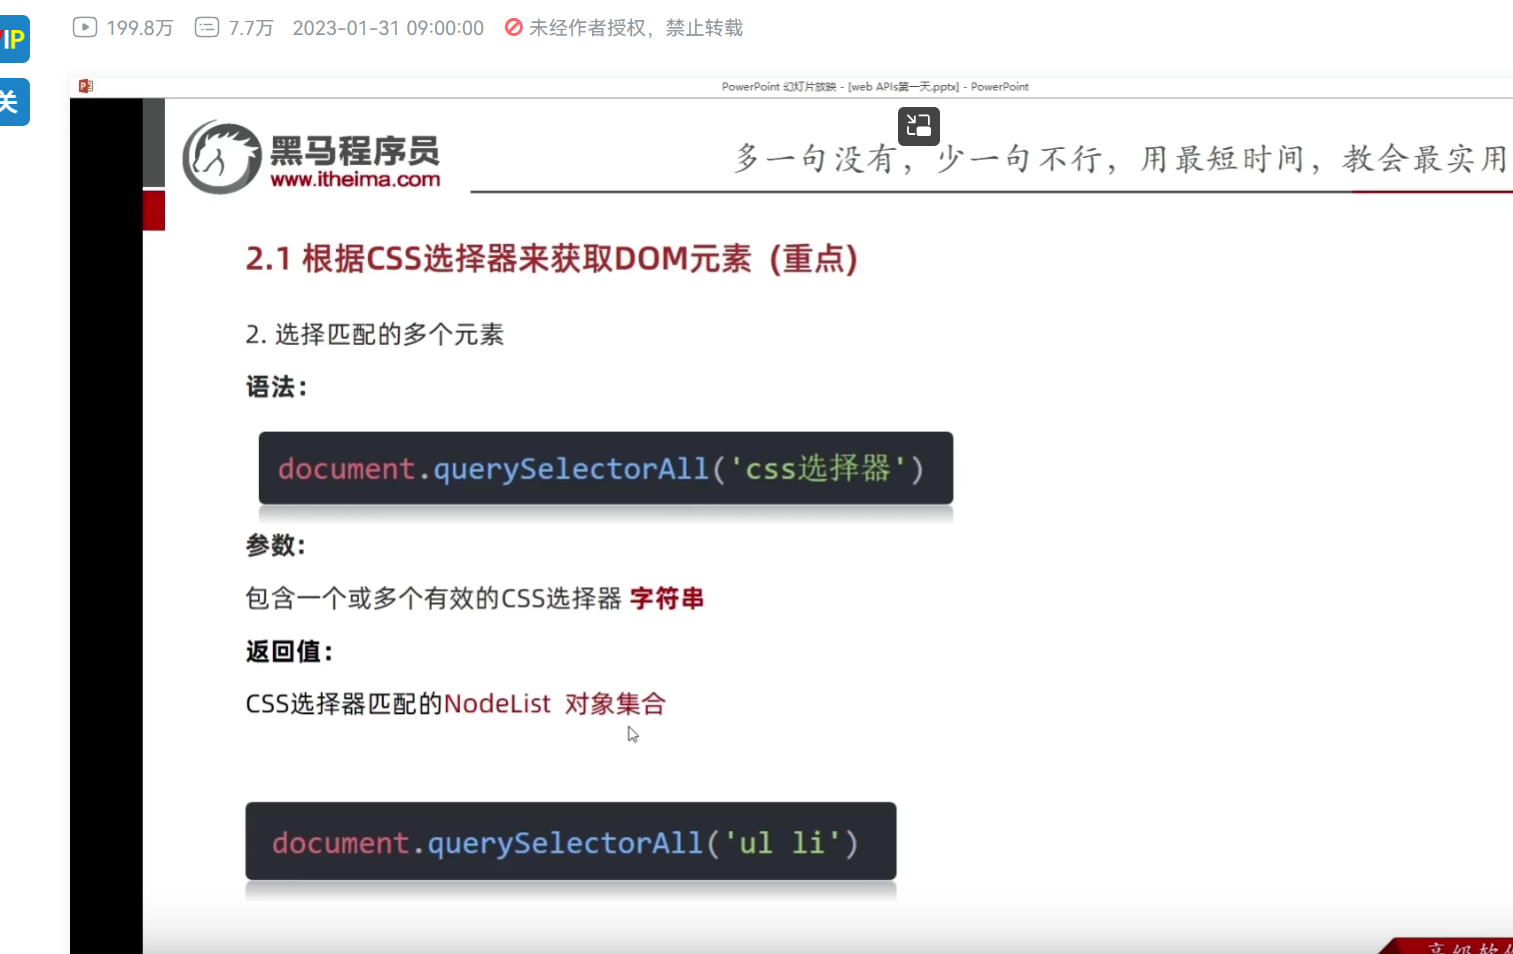 199.8万 7.7万 2023-01-31 09:00:00 未经作者授权，禁止转载
IP
关
PowerPoint 幻灯片放映 - [web APIs第一天.pptx] - PowerPoint
黑马程序员
www.itheima.com
多一句没有，少一句不行，用最短时间，教会最实用
2.1 根据CSS选择器来获取DOM元素（重点）
2. 选择匹配的多个元素
语法：
document.querySelectorAll('css选择器')
参数：
包含一个或多个有效的CSS选择器 字符串
返回值：
CSS选择器匹配的NodeList 对象集合
document.querySelectorAll('ul li')
高级软